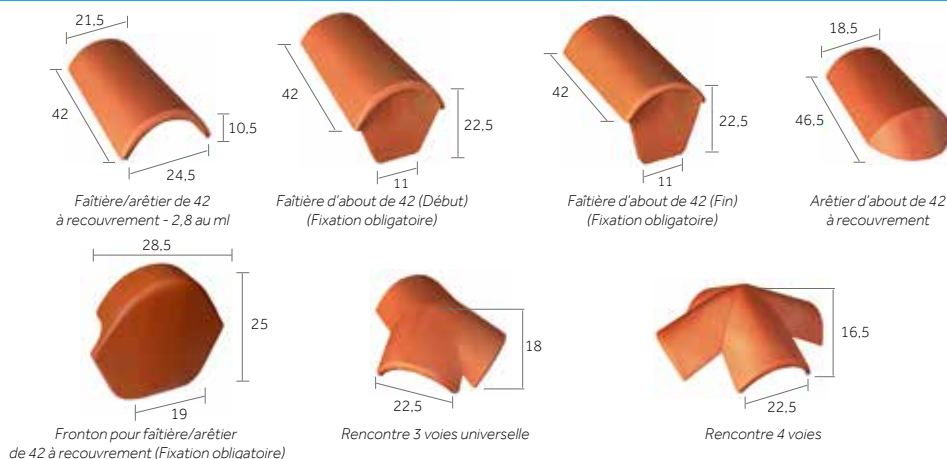 21,5
42
10,5
24,5
Faîtière/arêtier de 42
à recouvrement - 2,8 au ml
42
22,5
11
Faîtière d'about de 42 (Début)
(Fixation obligatoire)
42
22,5
11
Faîtière d'about de 42 (Fin)
(Fixation obligatoire)
18,5
46,5
Arêtier d'about de 42
à recouvrement
28,5
25
19
Fronton pour faîtière/arêtier
de 42 à recouvrement (Fixation obligatoire)
18
22,5
Rencontre 3 voies universelle
16,5
22,5
Rencontre 4 voies